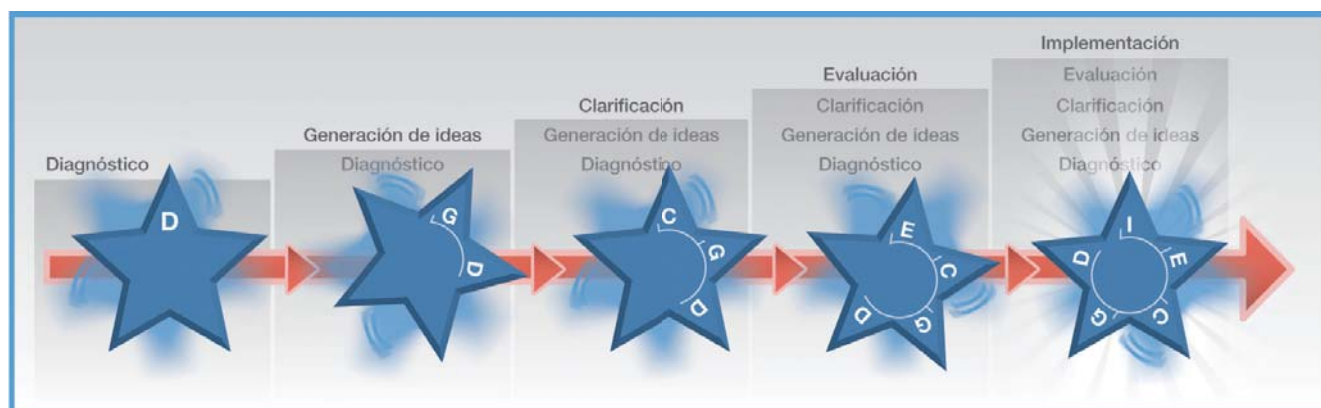 Diagnóstico
D
Generación de ideas
Diagnóstico
G
D
Clarificación
Generación de ideas
Diagnóstico
C
G
D
Evaluación
Clarificación
Generación de ideas
Diagnóstico
E
C
G
D
Implementación
Evaluación
Clarificación
Generación de ideas
Diagnóstico
I
E
C
G
D